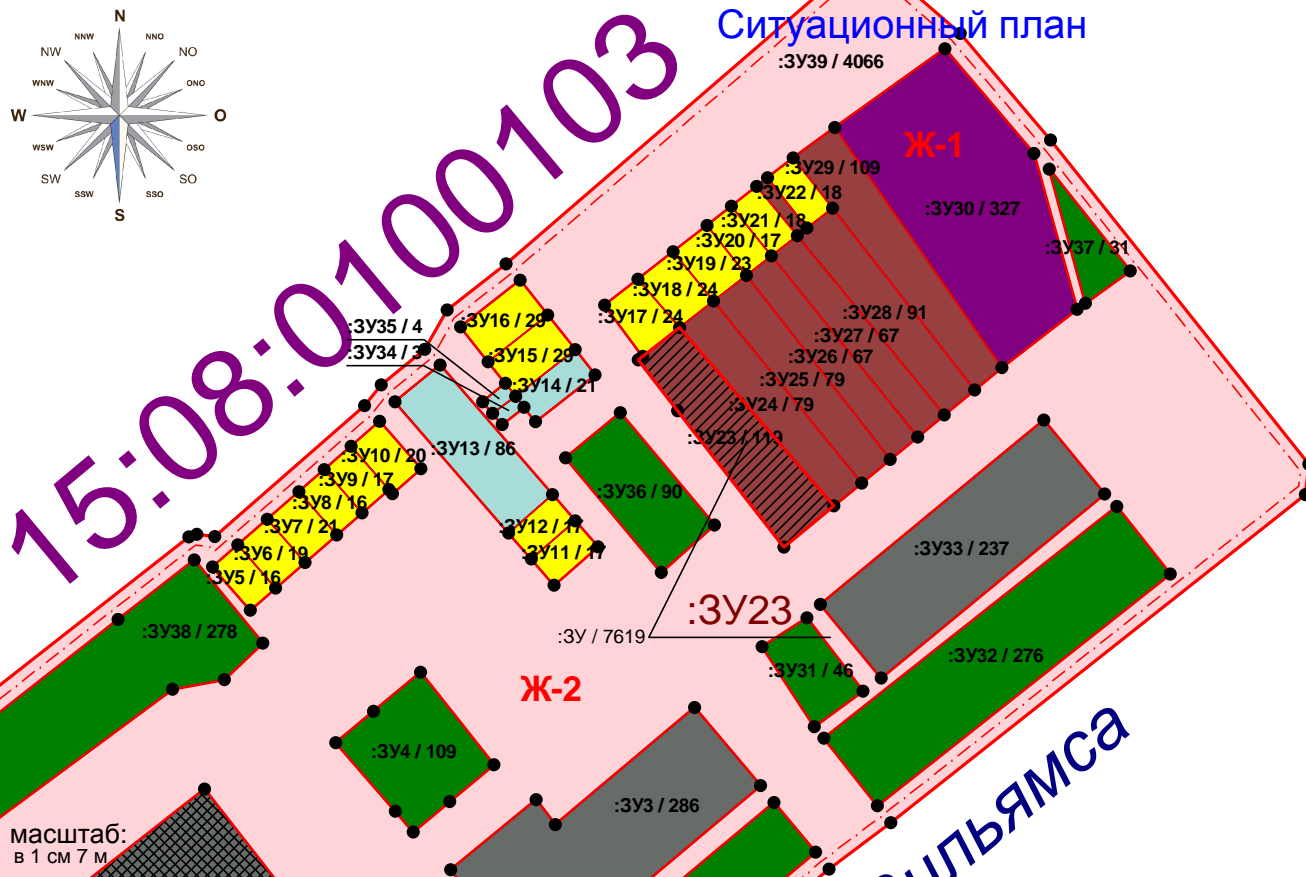 Ситуационный план
N
NNW
NNO
NW
NO
WNW
ONO
W
O
WSW
OSO
SW
SO
SSW
SSO
S
15:08:0100103
:ЗУ39 / 4066
Ж-1
:ЗУ29 / 109
:ЗУ22 / 18
:ЗУ30 / 327
:ЗУ21 / 18
:ЗУ20 / 17
:ЗУ37 / 31
:ЗУ19 / 23
:ЗУ18 / 24
:ЗУ17 / 24
:ЗУ28 / 91
:ЗУ27 / 67
:ЗУ26 / 67
:ЗУ25 / 79
:ЗУ24 / 79
:ЗУ23 / 119
:ЗУ35 / 4
:ЗУ34 / 3
:ЗУ16 / 29
:ЗУ15 / 29
:ЗУ14 / 21
:ЗУ13 / 86
:ЗУ10 / 20
:ЗУ9 / 17
:ЗУ8 / 16
:ЗУ7 / 21
:ЗУ6 / 19
:ЗУ5 / 16
:ЗУ12 / 17
:ЗУ11 / 17
:ЗУ36 / 90
:ЗУ33 / 237
:ЗУ23
:ЗУ / 7619
:ЗУ38 / 278
:ЗУ31 / 46
:ЗУ32 / 276
Ж-2
:ЗУ4 / 109
:ЗУ3 / 286
масштаб:
в 1 см 7 м
ильямса